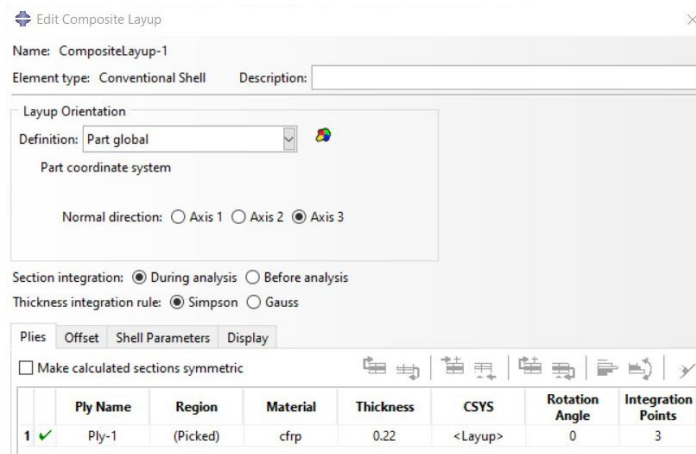 Edit Composite Layup
Name: CompositeLayup-1
Element type: Conventional Shell Description:
Layup Orientation
Definition: Part global
Part coordinate system
Normal direction: Axis 1 Axis 2 Axis 3
Section integration: During analysis Before analysis
Thickness integration rule: Simpson Gauss
Plies Offset Shell Parameters Display
Make calculated sections symmetric
Ply Name Region Material Thickness CSYS Rotation Angle Integration Points
1 Ply-1 (Picked) cfrp 0.22 <Layup> 0 3